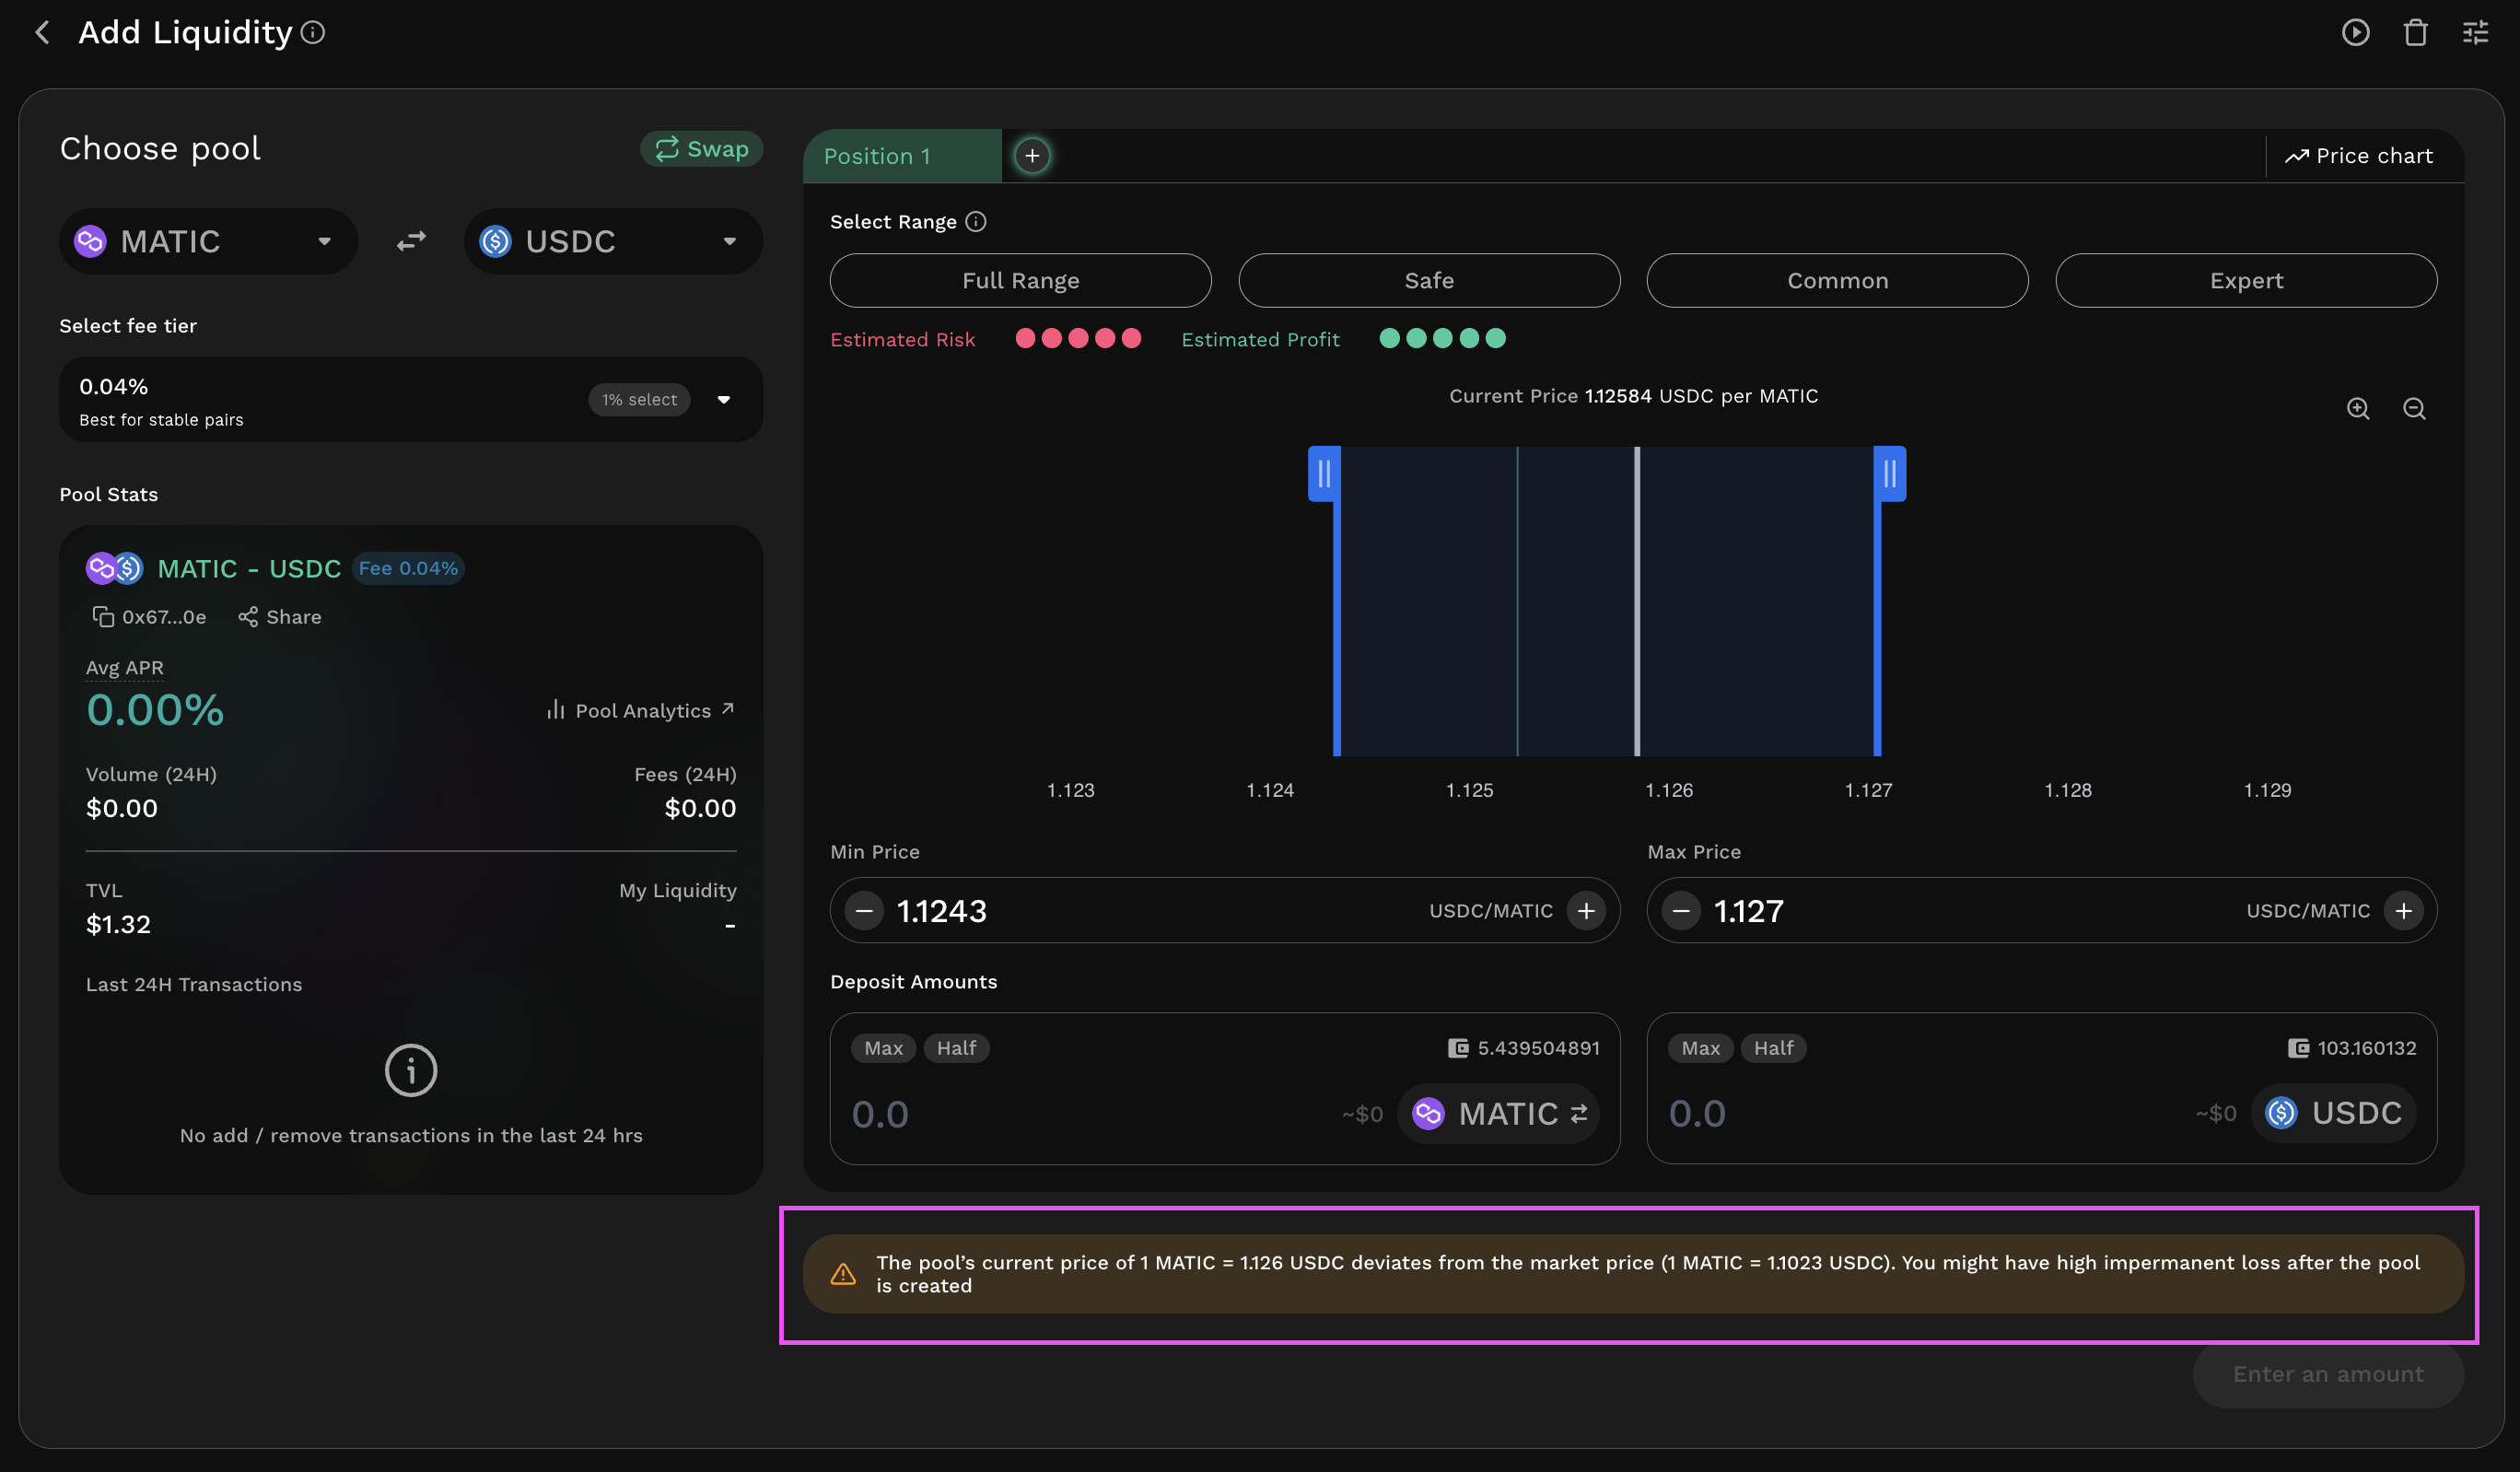 Add Liquidity
Choose pool
Swap
MATIC
USDC
Select fee tier
0.04%
Best for stable pairs
1% select
Pool Stats
MATIC - USDC
Fee 0.04%
0x67...0e
Share
Avg APR
0.00%
Pool Analytics
Volume (24H)
Fees (24H)
$0.00
$0.00
TVL
My Liquidity
$1.32
-
Last 24H Transactions
No add / remove transactions in the last 24 hrs
Position 1
Price chart
Select Range
Full Range
Safe
Common
Expert
Estimated Risk
Estimated Profit
Current Price 1.12584 USDC per MATIC
1.123
1.124
1.125
1.126
1.127
1.128
1.129
Min Price
Max Price
1.1243
USDC/MATIC
1.127
USDC/MATIC
Deposit Amounts
Max
Half
5.439504891
0.0
~$0
MATIC
Max
Half
103.160132
0.0
~$0
USDC
The pool’s current price of 1 MATIC = 1.126 USDC deviates from the market price (1 MATIC = 1.1023 USDC). You might have high impermanent loss after the pool
is created
Enter an amount